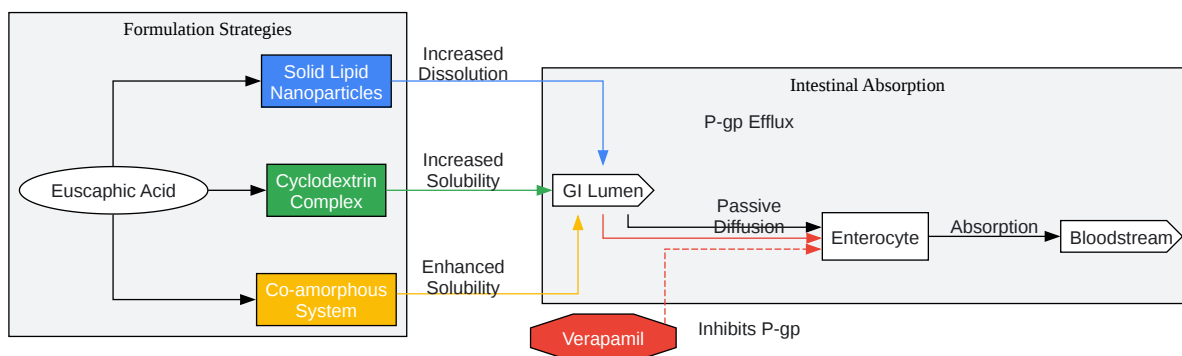 Formulation Strategies
Euscaphic Acid
Solid Lipid
Nanoparticles
Cyclodextrin
Complex
Co-amorphous
System
Increased
Dissolution
Increased
Solubility
Enhanced
Solubility
Intestinal Absorption
P-gp Efflux
GI Lumen
Passive
Diffusion
Enterocyte
Absorption
Bloodstream
Verapamil
Inhibits P-gp